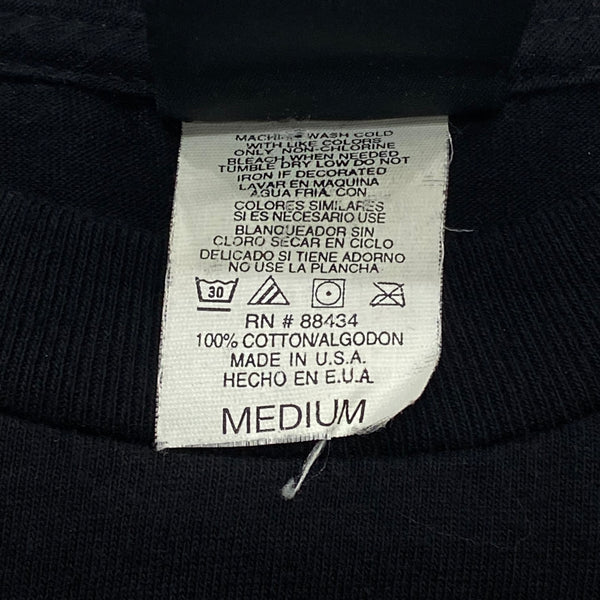 MACHINE WASH COLD
WITH LIKE COLORS
ONLY NON-CHLORINE
BLEACH WHEN NEEDED
TUMBLE DRY LOW DO NOT
IRON IF DECORATED
LAVAR EN MAQUINA
AGUA FRIA CON
COLORES SIMILARES
SI ES NECESARIO USE
BLANQUEADOR SIN
CLORO SECAR EN CICLO
DELICADO SI TIENE ADORNO
NO USE LA PLANCHA
30
RN # 88434
100% COTTON/ALGODON
MADE IN U.S.A.
HECHO EN E.U.A.
MEDIUM